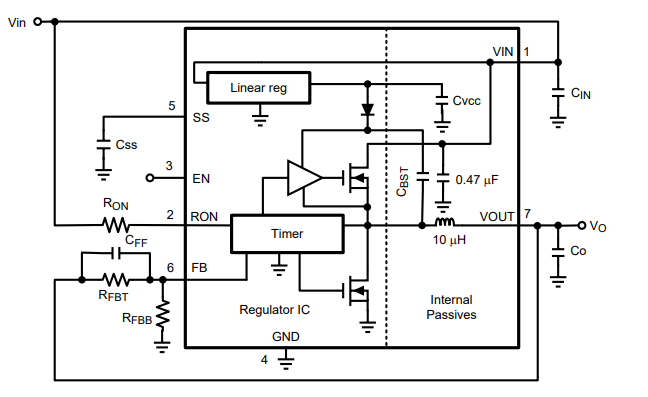 Vin
VIN 1
Linear reg
CIN
Cvcc
5
SS
Css
3
EN
CBST
0.47 µF
RON
2
RON
VOUT 7
VO
Timer
10 µH
CFF
Co
6
FB
RFBT
Regulator IC
Internal
Passives
RFBB
GND
4